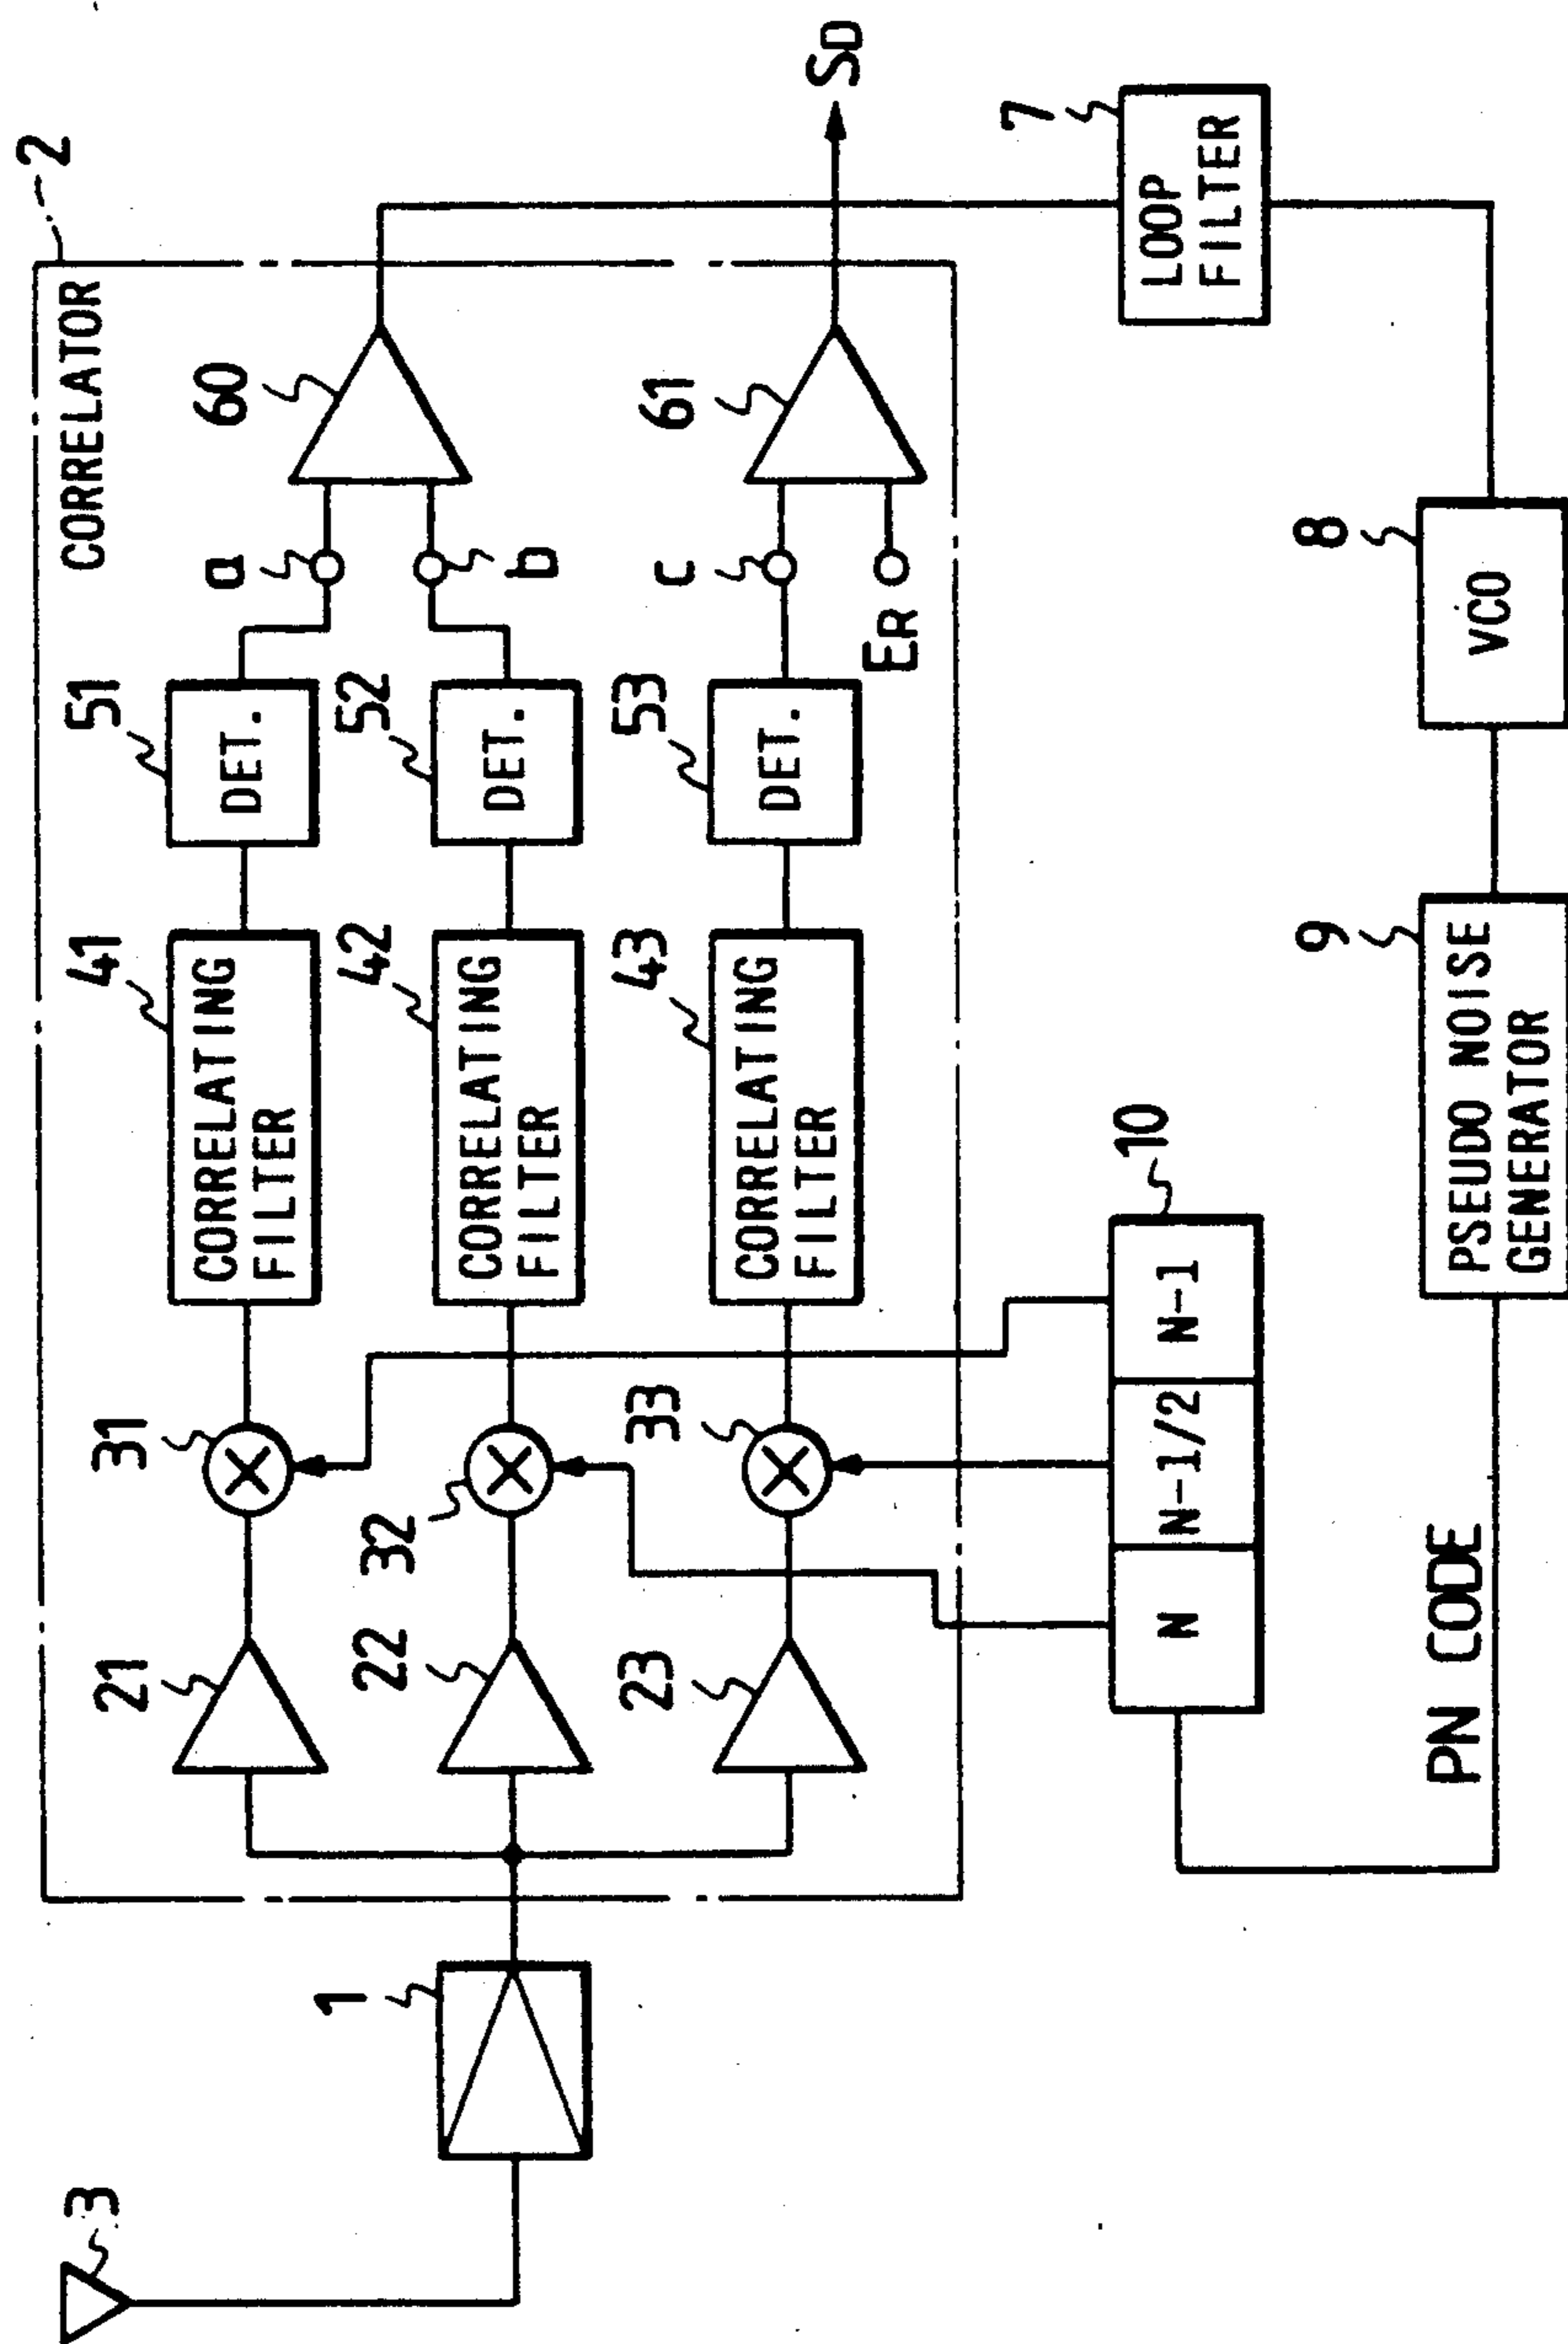 CORRELATOR
2
3
1
21
31
41
CORRELATING
FILTER
51
DET.
a
60
22
32
42
CORRELATING
FILTER
52
DET.
b
23
33
43
CORRELATING
FILTER
53
DET.
c
ER
61
SD
10
N
N-1/2
N-1
7
LOOP
FILTER
PN CODE
9
PSEUDO NOISE
GENERATOR
8
VCO